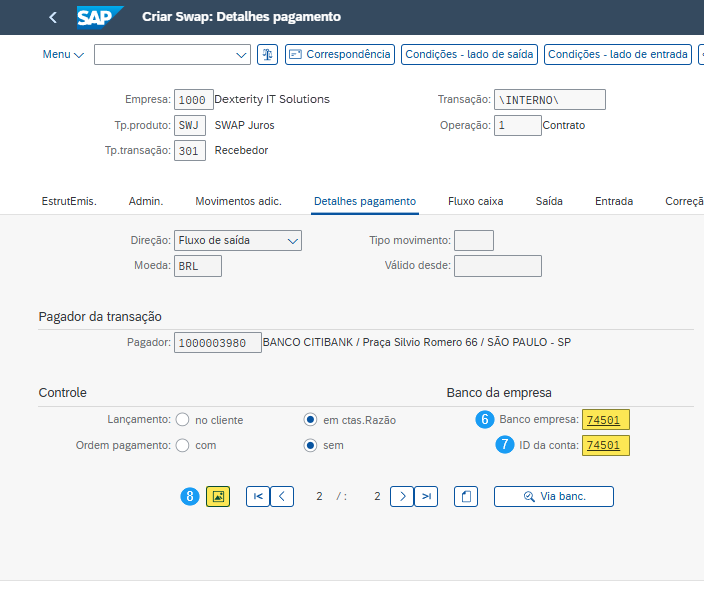 SAP Criar Swap: Detalhes pagamento
Menu Correspondência Condições - lado de saída Condições - lado de entrada
Empresa: 1000 Dexterity IT Solutions Transação: \INTERNO\
Tp.produto: SWJ SWAP Juros Operação: 1 Contrato
Tp.transação: 301 Recebedor
EstrutEmis. Admin. Movimentos adic. Detalhes pagamento Fluxo caixa Saída Entrada Correçã
Direção: Fluxo de saída Tipo movimento:
Moeda: BRL Válido desde:
Pagador da transação
Pagador: 1000003980 BANCO CITIBANK / Praça Silvio Romero 66 / SÃO PAULO - SP
Controle Banco da empresa
Lançamento: no cliente em ctas.Razão 6 Banco empresa: 74501
Ordem pagamento: com sem 7 ID da conta: 74501
8 2 / : 2 Via banc.